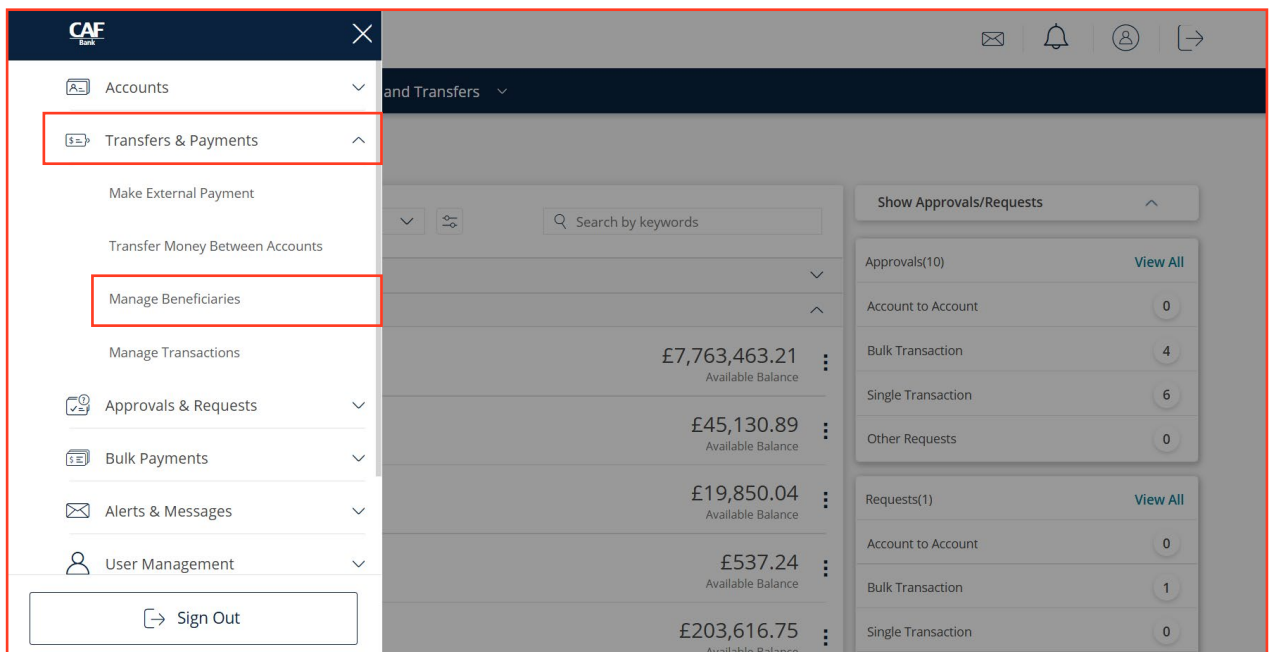 CAF
Bank
Accounts
and Transfers
Transfers & Payments
Make External Payment
Transfer Money Between Accounts
Manage Beneficiaries
Manage Transactions
Approvals & Requests
Bulk Payments
Alerts & Messages
User Management
Sign Out
Search by keywords
£7,763,463.21
Available Balance
£45,130.89
Available Balance
£19,850.04
Available Balance
£537.24
Available Balance
£203,616.75
Available Balance
Show Approvals/Requests
Approvals(10) View All
Account to Account 0
Bulk Transaction 4
Single Transaction 6
Other Requests 0
Requests(1) View All
Account to Account 0
Bulk Transaction 1
Single Transaction 0